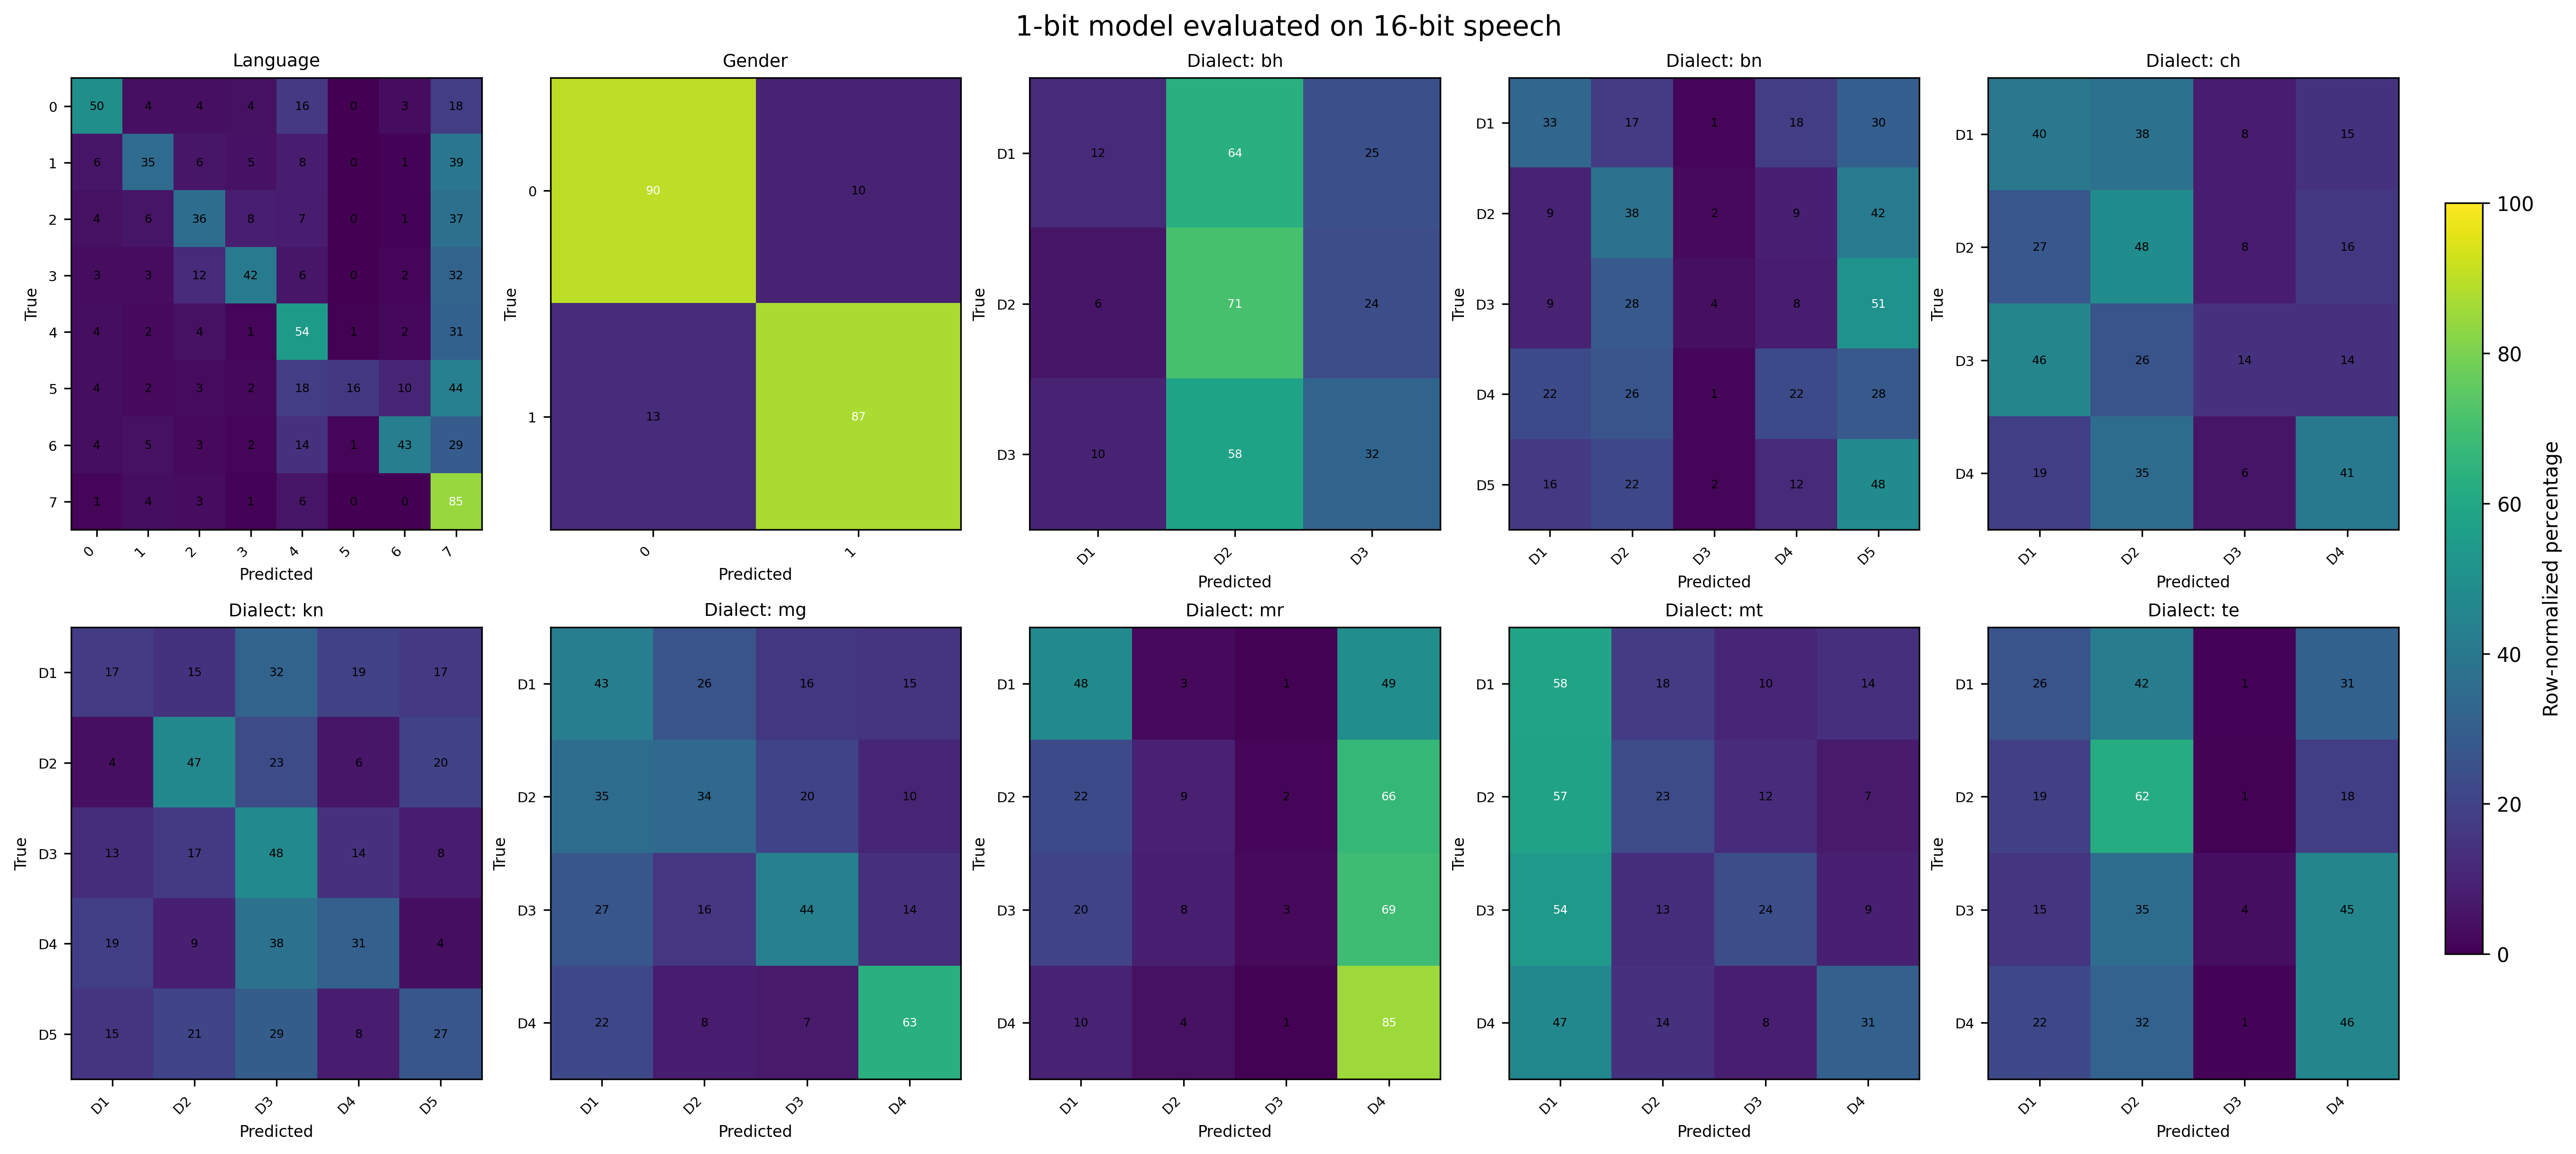 1-bit model evaluated on 16-bit speech
Language
True
0 50 4 4 4 16 0 3 18
1 6 35 6 5 8 0 1 39
2 4 6 36 8 7 0 1 37
3 3 3 12 42 6 0 2 32
4 4 2 4 1 54 1 2 31
5 4 2 3 2 18 16 10 44
6 4 5 3 2 14 1 43 29
7 1 4 3 1 6 0 0 85
0 1 2 3 4 5 6 7
Predicted
Gender
True
0 90 10
1 13 87
0 1
Predicted
Dialect: bh
True
D1 12 64 25
D2 6 71 24
D3 10 58 32
D1 D2 D3
Predicted
Dialect: bn
True
D1 33 17 1 18 30
D2 9 38 2 9 42
D3 9 28 4 8 51
D4 22 26 1 22 28
D5 16 22 2 12 48
D1 D2 D3 D4 D5
Predicted
Dialect: ch
True
D1 40 38 8 15
D2 27 48 8 16
D3 46 26 14 14
D4 19 35 6 41
D1 D2 D3 D4
Predicted
Dialect: kn
True
D1 17 15 32 19 17
D2 4 47 23 6 20
D3 13 17 48 14 8
D4 19 9 38 31 4
D5 15 21 29 8 27
D1 D2 D3 D4 D5
Predicted
Dialect: mg
True
D1 43 26 16 15
D2 35 34 20 10
D3 27 16 44 14
D4 22 8 7 63
D1 D2 D3 D4
Predicted
Dialect: mr
True
D1 48 3 1 49
D2 22 9 2 66
D3 20 8 3 69
D4 10 4 1 85
D1 D2 D3 D4
Predicted
Dialect: mt
True
D1 58 18 10 14
D2 57 23 12 7
D3 54 13 24 9
D4 47 14 8 31
D1 D2 D3 D4
Predicted
Dialect: te
True
D1 26 42 1 31
D2 19 62 1 18
D3 15 35 4 45
D4 22 32 1 46
D1 D2 D3 D4
Predicted
100
80
60
40
20
0
Row-normalized percentage